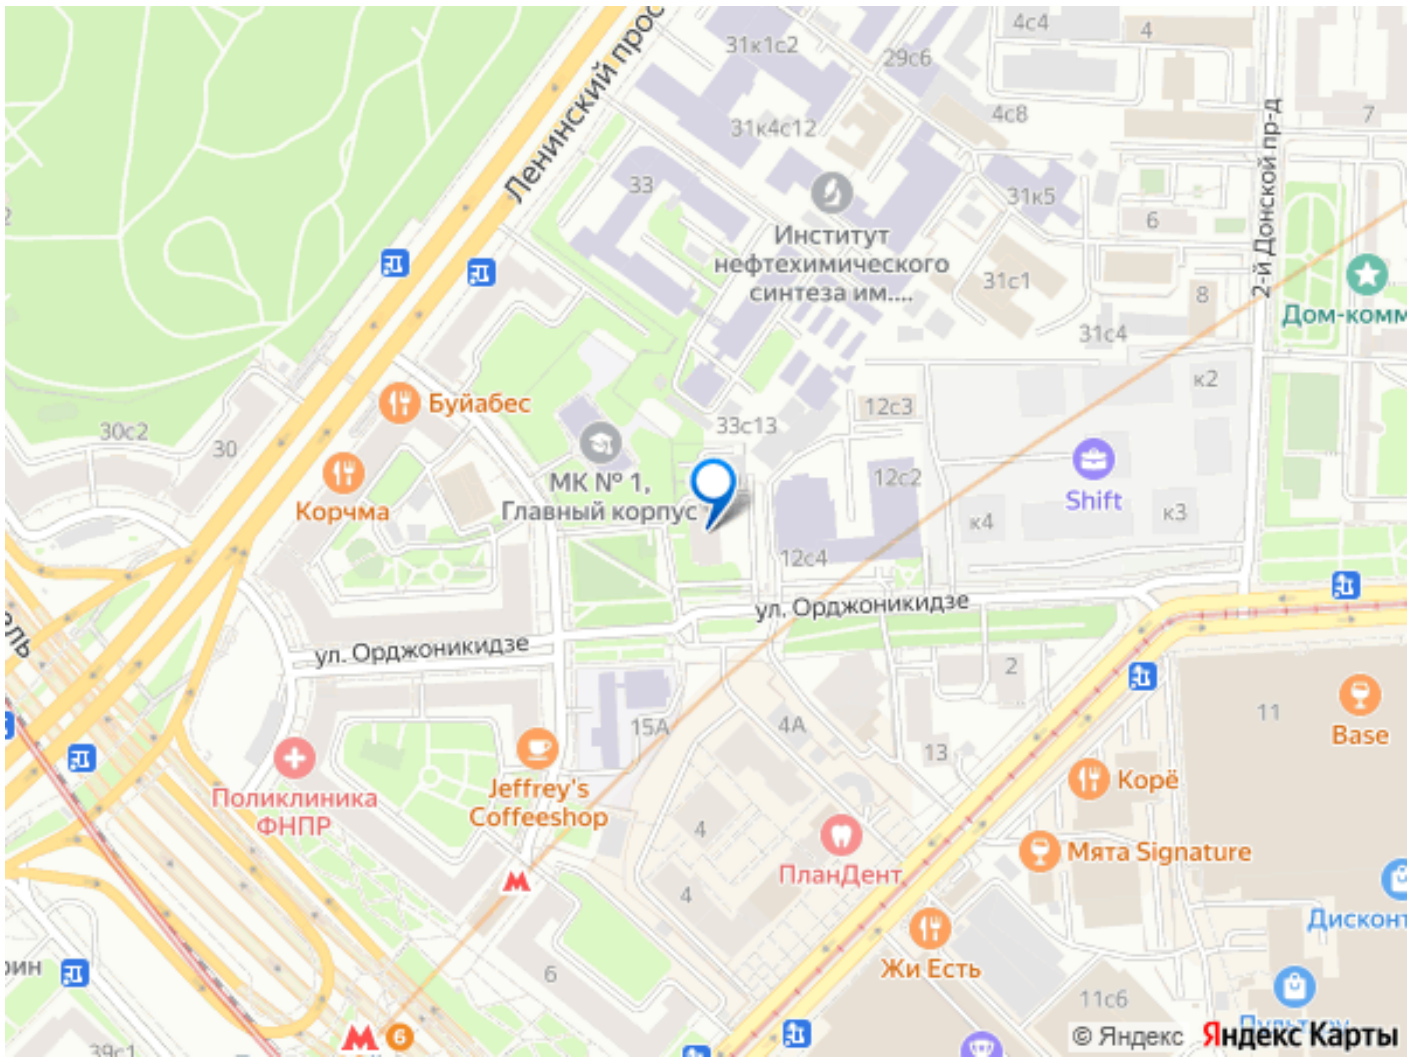 Ленинский прос
31к1с2
29с6
4с4
4
4с8
7
31к4с12
33
2-й Донской пр-д
31к5
6
Институт
нефтехимического
синтеза им....
31с1
8
Дом-комм
31с4
к2
Буйабес
12с3
30с2
30
33с13
Корчма
МК № 1,
Главный корпус
12с2
Shift
к4
к3
12с4
ул. Орджоникидзе
ул. Орджоникидзе
2
11
Base
15А
4А
13
Корё
Поликлиника
ФНПР
Jeffrey's
Coffeeshop
4
ПланДент
Мята Signature
4
Дисконт
Жи Есть
рин
6
11с6
6
39с1
© Яндекс
Яндекс Карты